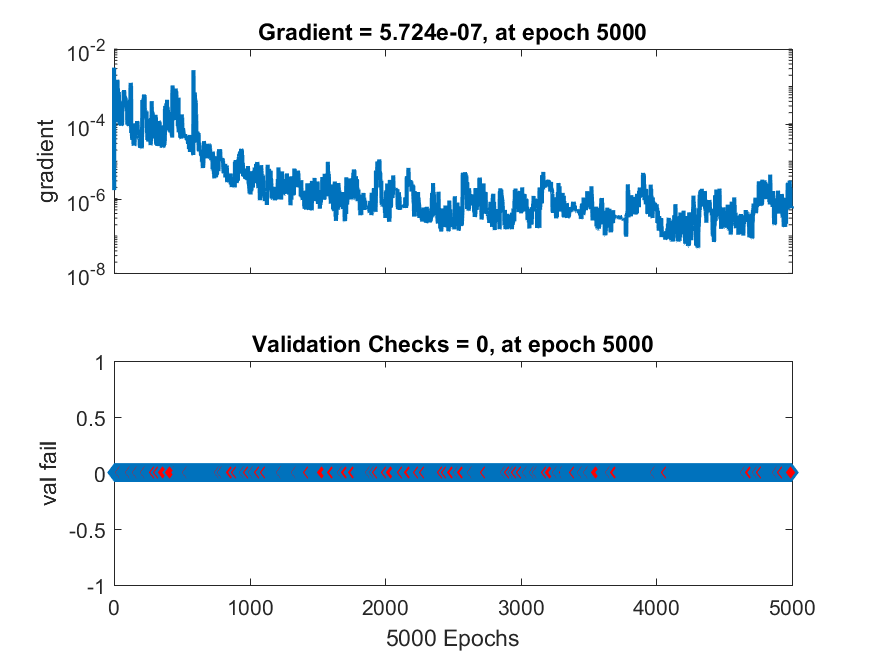 Gradient = 5.724e-07, at epoch 5000
10-2
10-4
10-6
10-8
gradient
Validation Checks = 0, at epoch 5000
1
0.5
0
-0.5
-1
val fail
0 1000 2000 3000 4000 5000
5000 Epochs